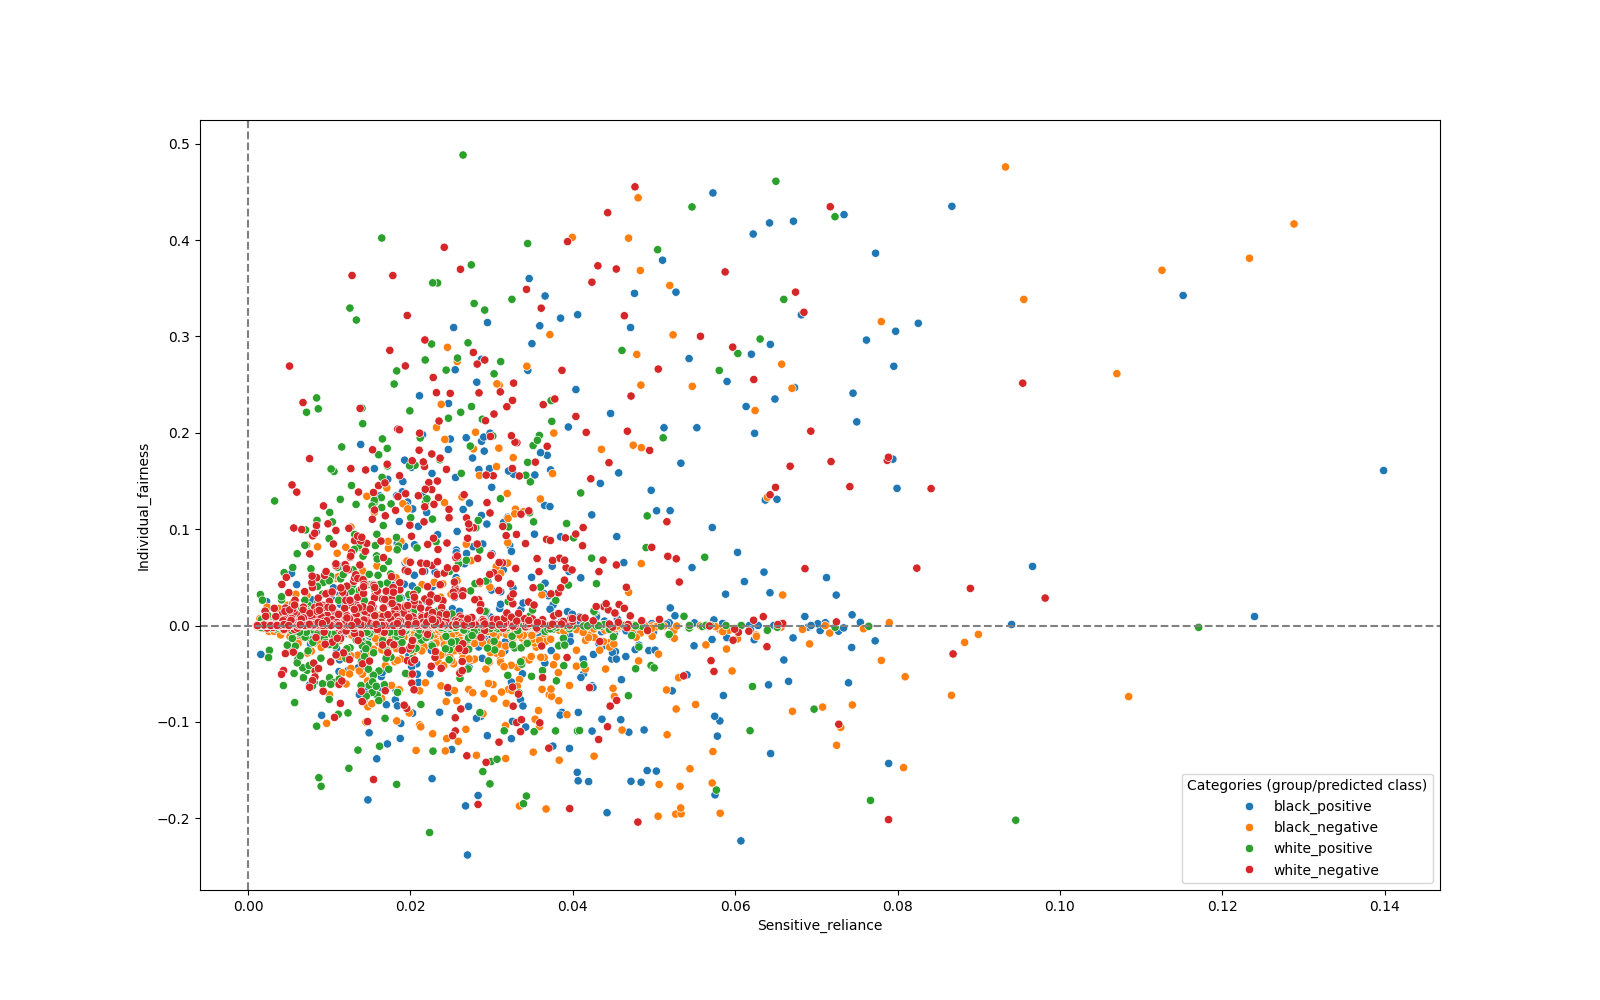 0.5
0.4
0.3
0.2
0.1
0.0
−0.1
−0.2
Individual_fairness
0.00 0.02 0.04 0.06 0.08 0.10 0.12 0.14
Sensitive_reliance
Categories (group/predicted class)
black_positive
black_negative
white_positive
white_negative